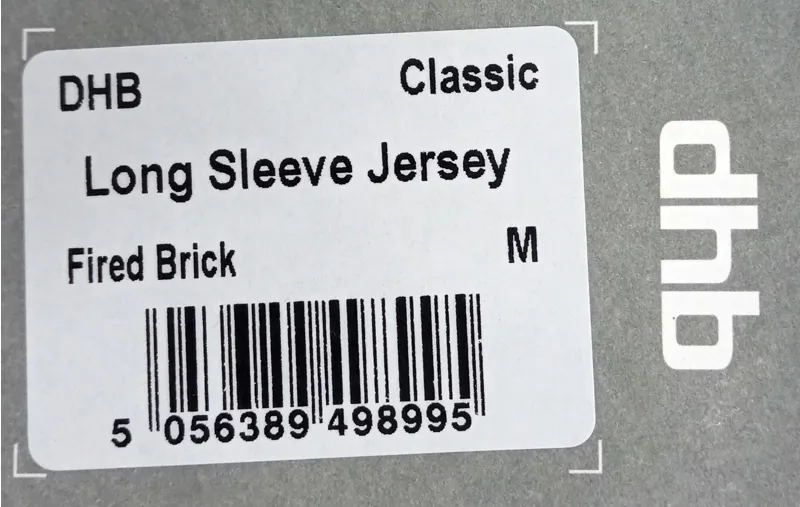 DHB Classic
Long Sleeve Jersey
Fired Brick M
5 056389 498995
dhb